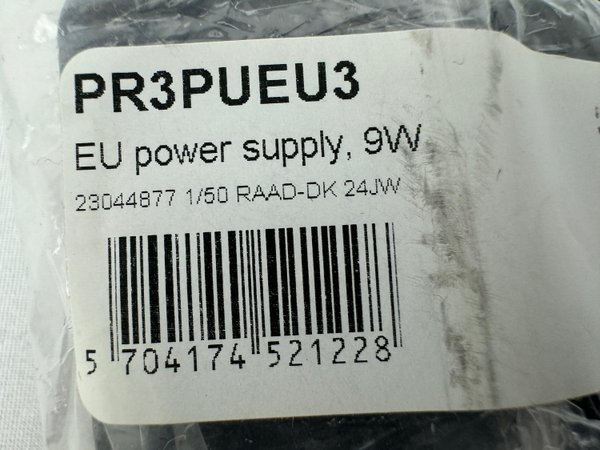 PR3PUEU3
EU power supply, 9W
23044877 1/50 RAAD-DK 24JW
5 704174 521228